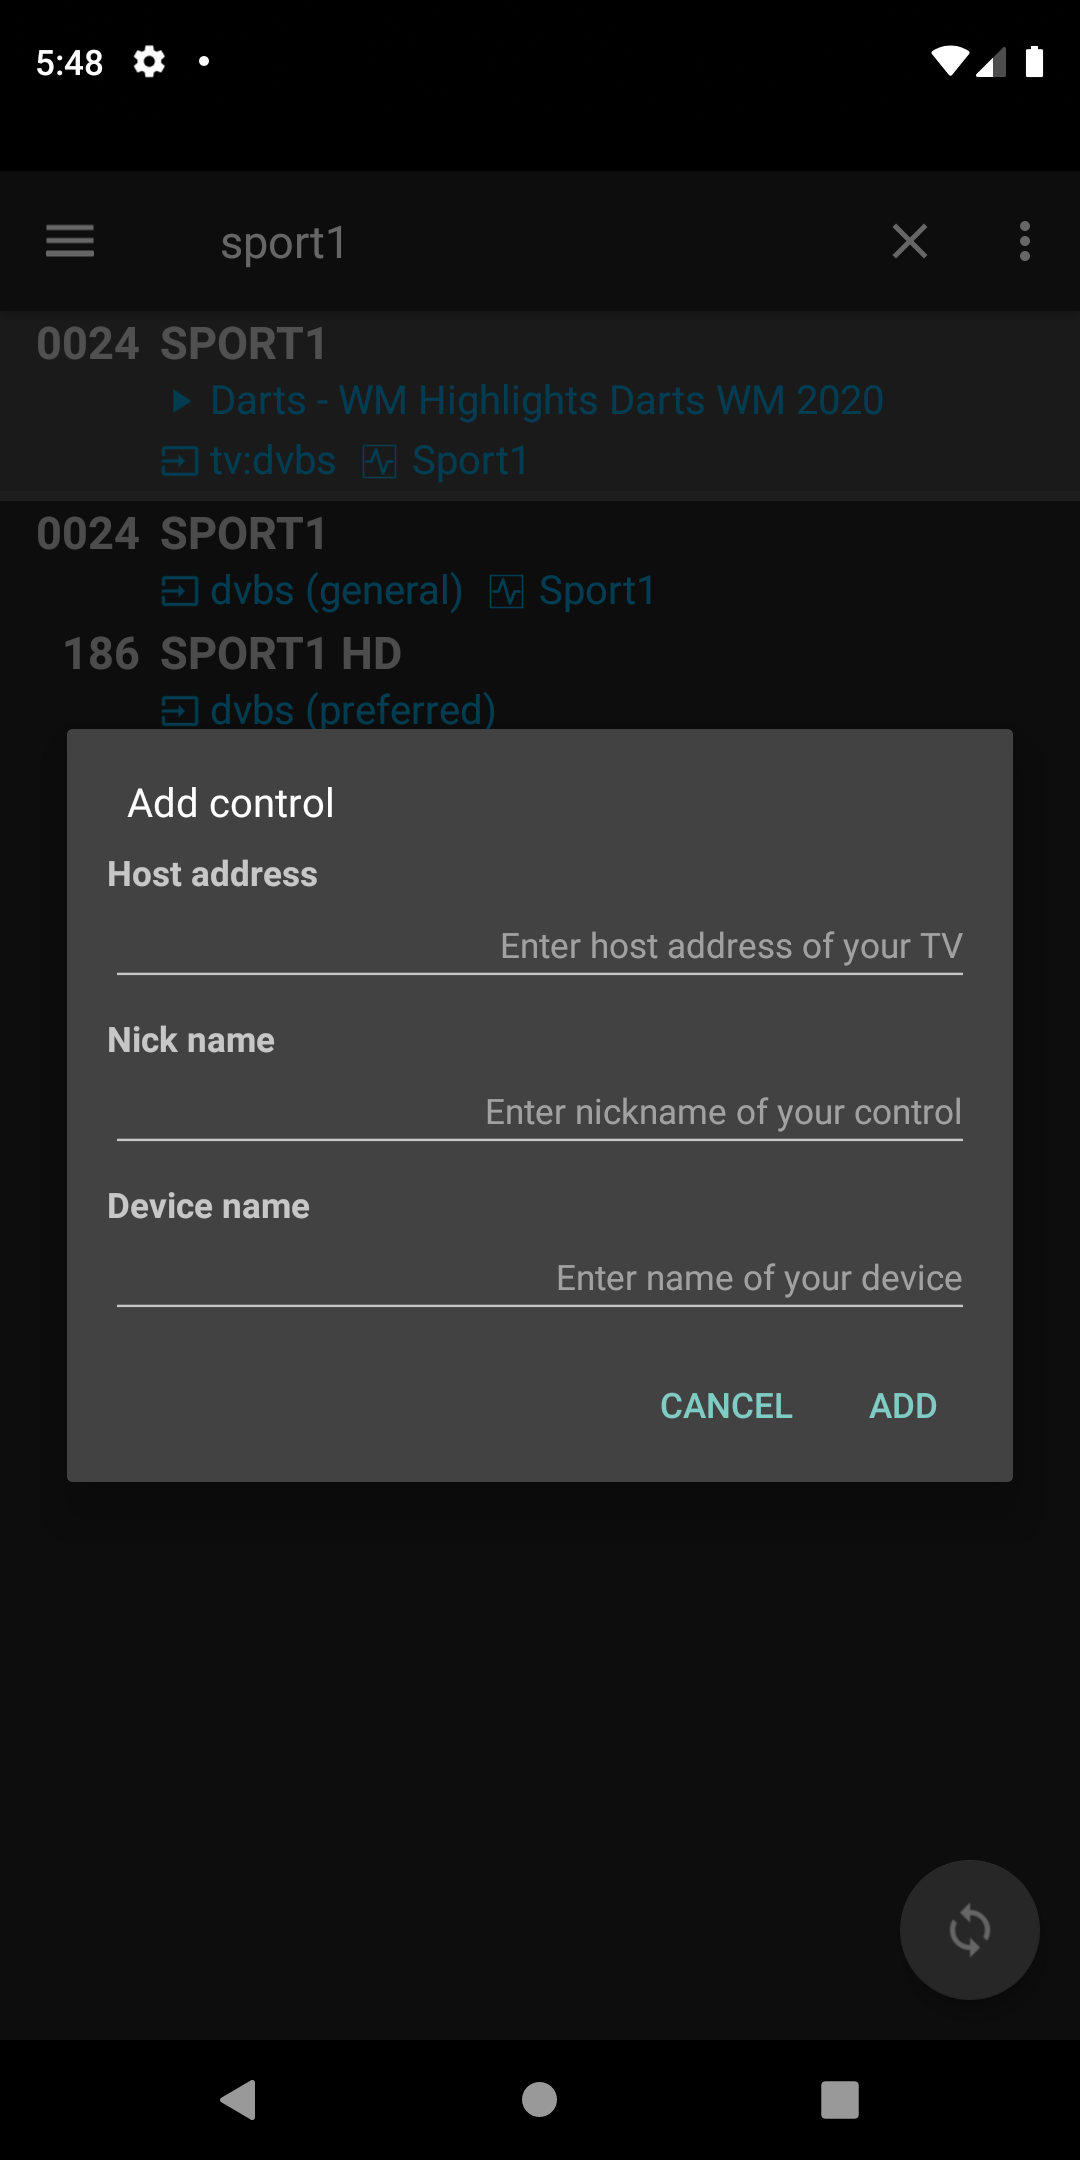 5:48
sport1
0024 SPORT1
Darts - WM Highlights Darts WM 2020
tv:dvbs Sport1
0024 SPORT1
dvbs (general) Sport1
186 SPORT1 HD
dvbs (preferred)
Add control
Host address
Enter host address of your TV
Nick name
Enter nickname of your control
Device name
Enter name of your device
CANCEL ADD